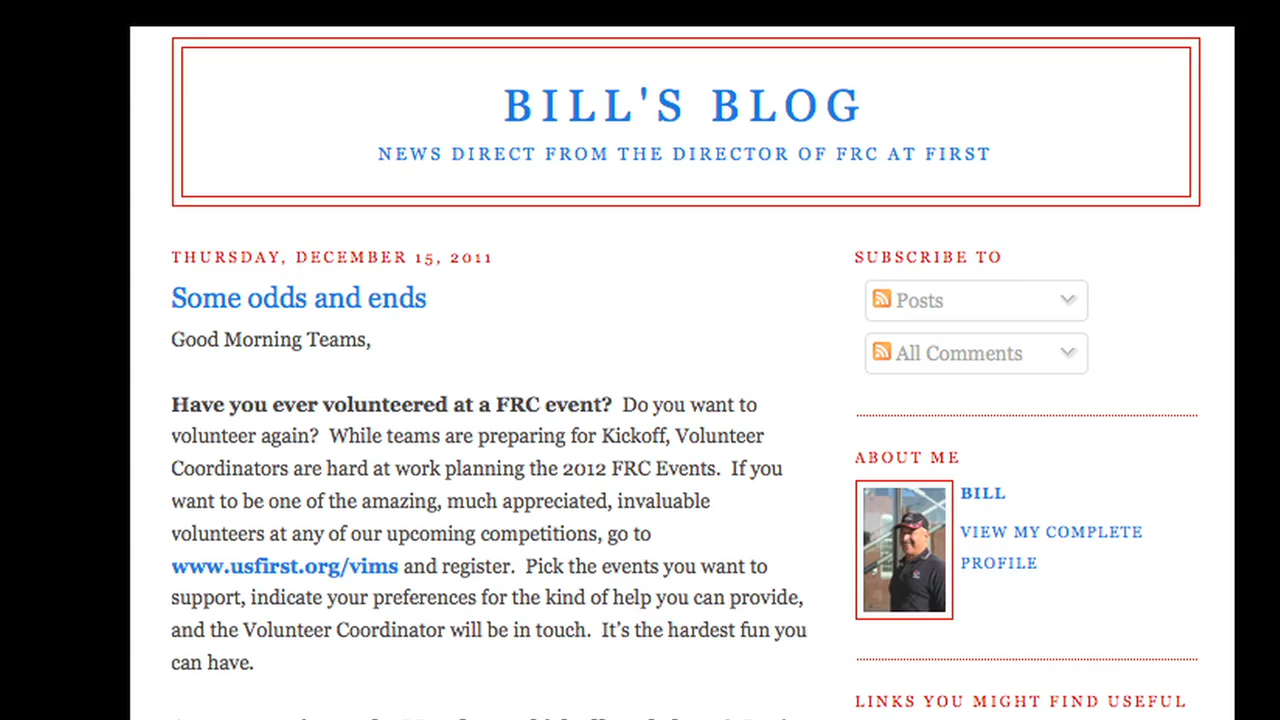 BILL'S BLOG
NEWS DIRECT FROM THE DIRECTOR OF FRC AT FIRST
THURSDAY, DECEMBER 15, 2011
Some odds and ends
Good Morning Teams,
Have you ever volunteered at a FRC event? Do you want to
volunteer again? While teams are preparing for Kickoff, Volunteer
Coordinators are hard at work planning the 2012 FRC Events. If you
want to be one of the amazing, much appreciated, invaluable
volunteers at any of our upcoming competitions, go to
www.usfirst.org/vims and register. Pick the events you want to
support, indicate your preferences for the kind of help you can provide,
and the Volunteer Coordinator will be in touch. It's the hardest fun you
can have.
SUBSCRIBE TO
Posts
All Comments
ABOUT ME
BILL
VIEW MY COMPLETE
PROFILE
LINKS YOU MIGHT FIND USEFUL